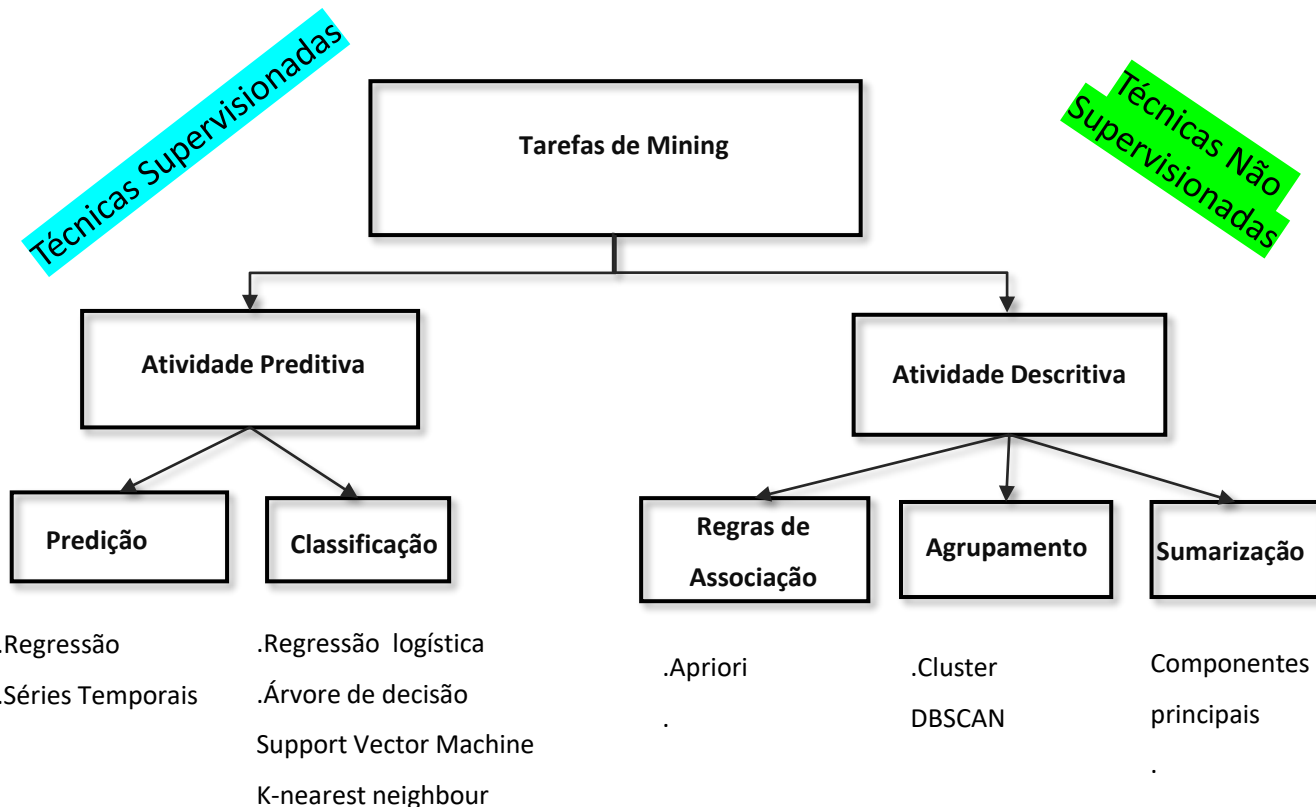 Técnicas Supervisionadas
Técnicas Não
Supervisionadas
Tarefas de Mining
Atividade Preditiva
Atividade Descritiva
Predição
Classificação
Regras de
Associação
Agrupamento
Sumarização
.Regressão
.Séries Temporais
.Regressão logística
.Árvore de decisão
Support Vector Machine
K-nearest neighbour
.Apriori
.
.Cluster
DBSCAN
Componentes
principais
.